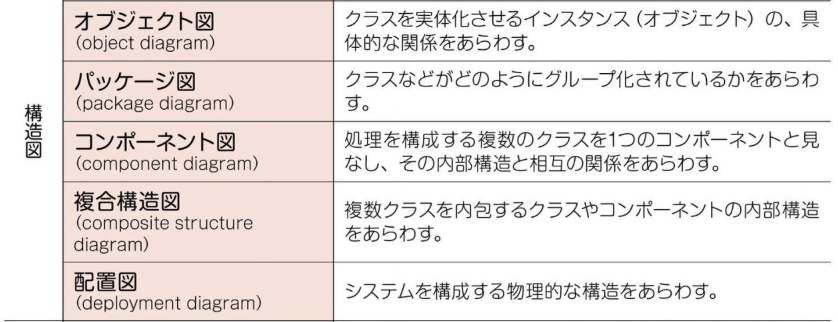 構造図
オブジェクト図
(object diagram)
クラスを実体化させるインスタンス(オブジェクト)の、具
体的な関係をあらわす。
パッケージ図
(package diagram)
クラスなどがどのようにグループ化されているかをあらわ
す。
コンポーネント図
(component diagram)
処理を構成する複数のクラスを1つのコンポーネントと見
なし、その内部構造と相互の関係をあらわす。
複合構造図
(composite structure
diagram)
複数クラスを内包するクラスやコンポーネントの内部構造
をあらわす。
配置図
(deployment diagram)
システムを構成する物理的な構造をあらわす。